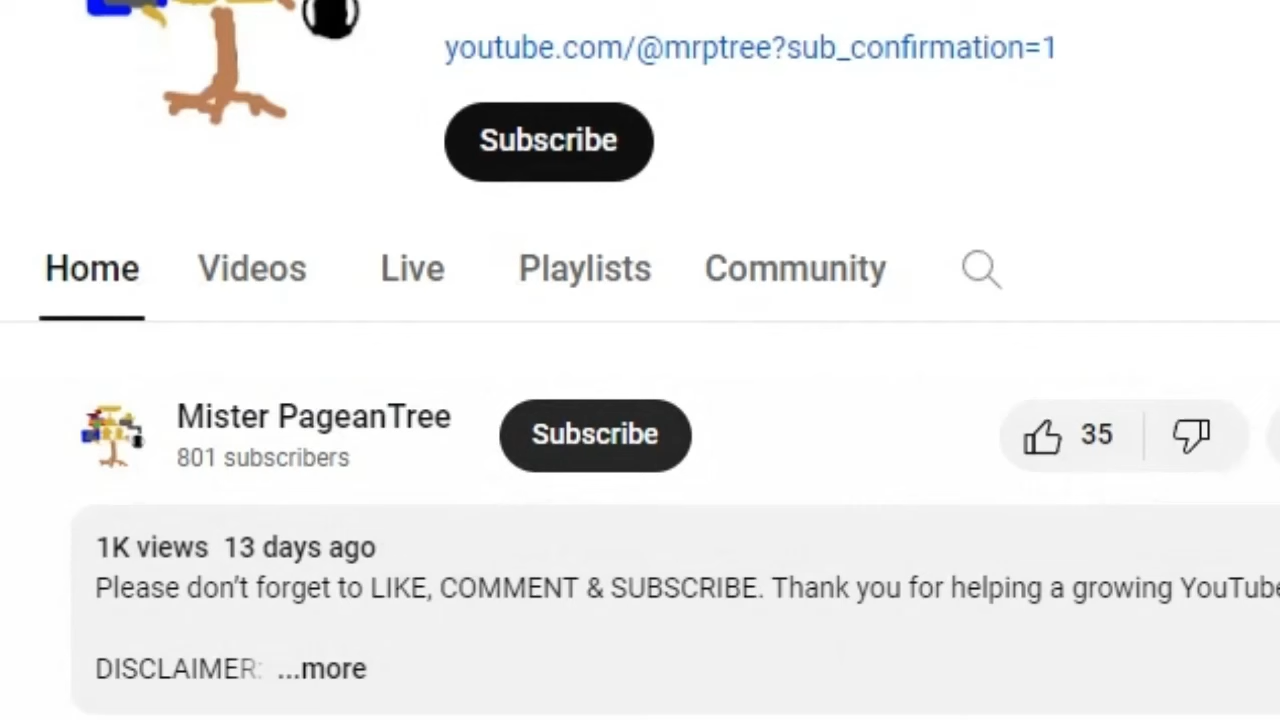 youtube.com/@mrptree?sub_confirmation=1
Subscribe
Home Videos Live Playlists Community
Mister PageanTree
801 subscribers
Subscribe
35
1K views 13 days ago
Please don't forget to LIKE, COMMENT & SUBSCRIBE. Thank you for helping a growing YouTube
DISCLAIMER: ...more